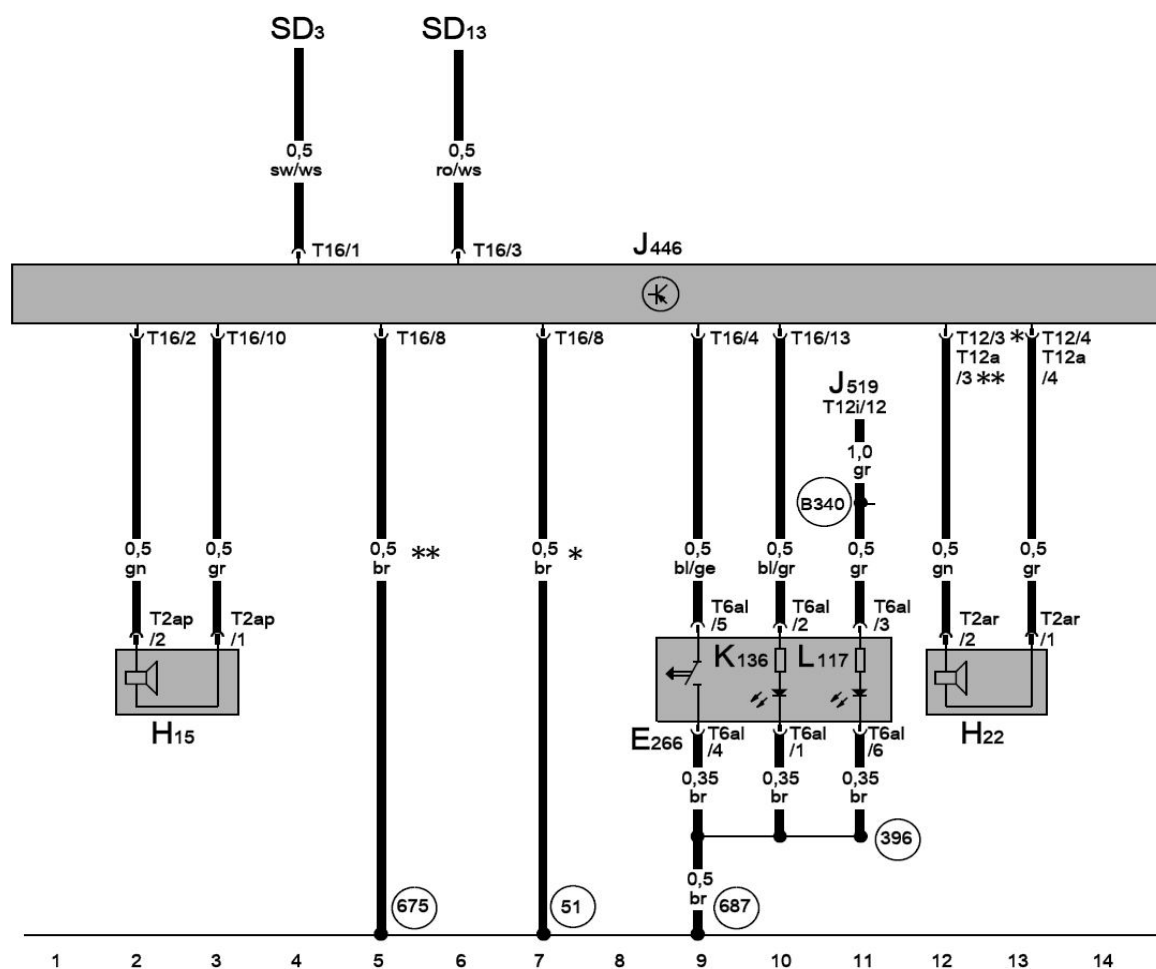 SD3 SD13
0,5 0,5
sw/ws ro/ws
T16/1 T16/3 J446
T16/2 T16/10 T16/8 T16/8 T16/4 T16/13 T12/3 * T12/4
T12a T12a
/3 ** /4
J519
T12i/12
1,0
gr
B340
0,5 0,5 0,5 ** 0,5 * 0,5 0,5 0,5 0,5 0,5
gn gr br br bl/ge bl/gr gr gn gr
T2ap T2ap T6al T6al T6al T2ar T2ar
/2 /1 /5 /2 /3 /2 /1
K136 L117
H15 E266 H22
T6al T6al T6al
/4 /1 /6
0,35 0,35 0,35
br br br
396
0,5
br
675 51 687
1 2 3 4 5 6 7 8 9 10 11 12 13 14